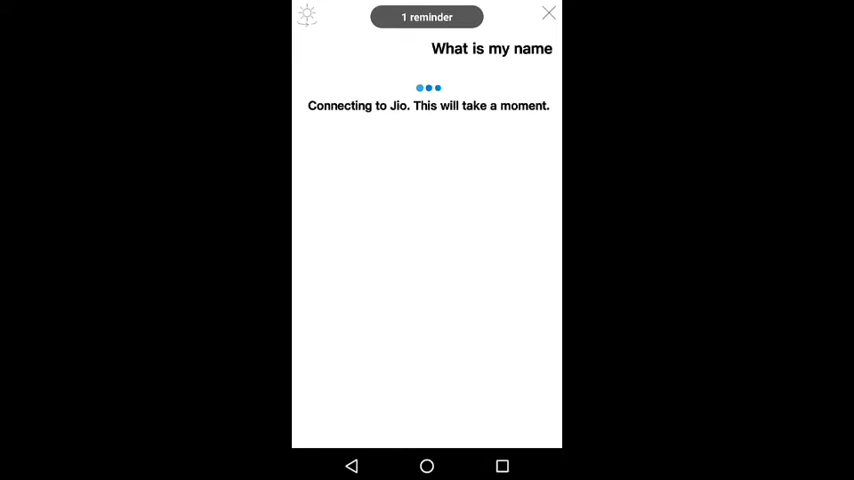 1 reminder
What is my name
Connecting to Jio. This will take a moment.